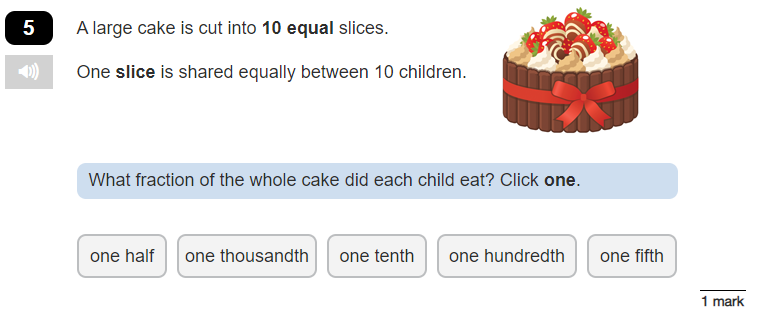 5
A large cake is cut into 10 equal slices.
One slice is shared equally between 10 children.
What fraction of the whole cake did each child eat? Click one.
one half one thousandth one tenth one hundredth one fifth
1 mark